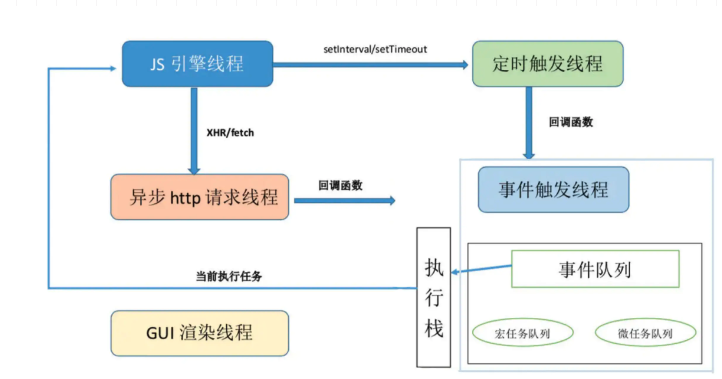 JS 引擎线程
setInterval/setTimeout
定时触发线程
XHR/fetch
回调函数
异步 http 请求线程
回调函数
事件触发线程
执行栈
事件队列
当前执行任务
宏任务队列
微任务队列
GUI 渲染线程